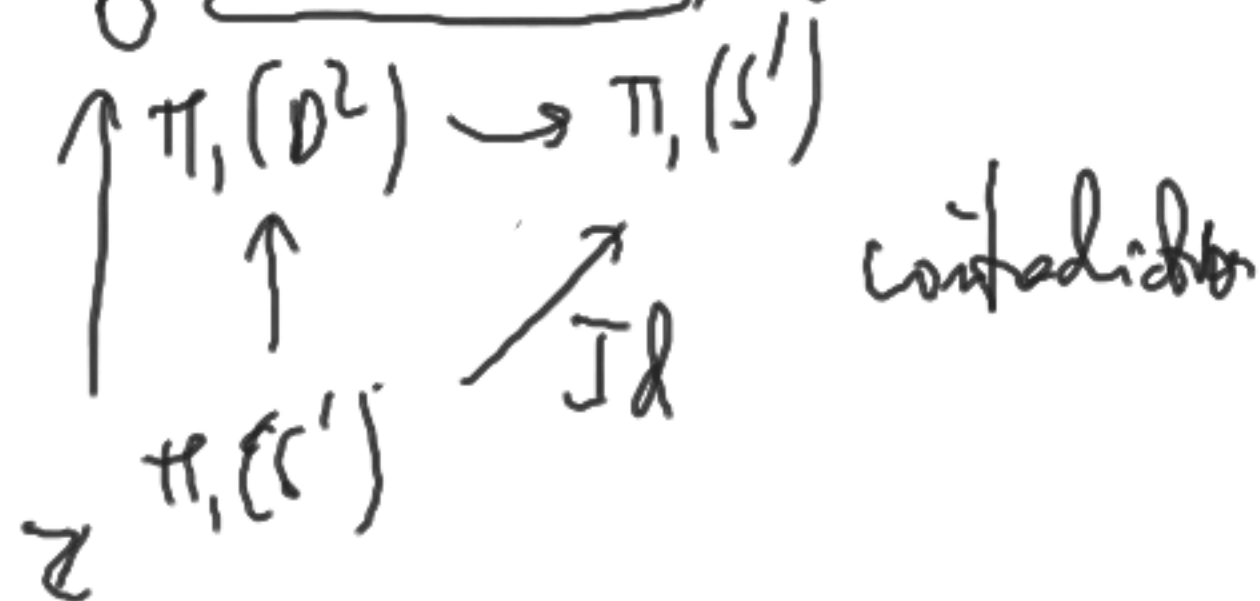 0
π₁(D²) → π₁(S¹)
contradiction
Id
π₁(S¹)
Z